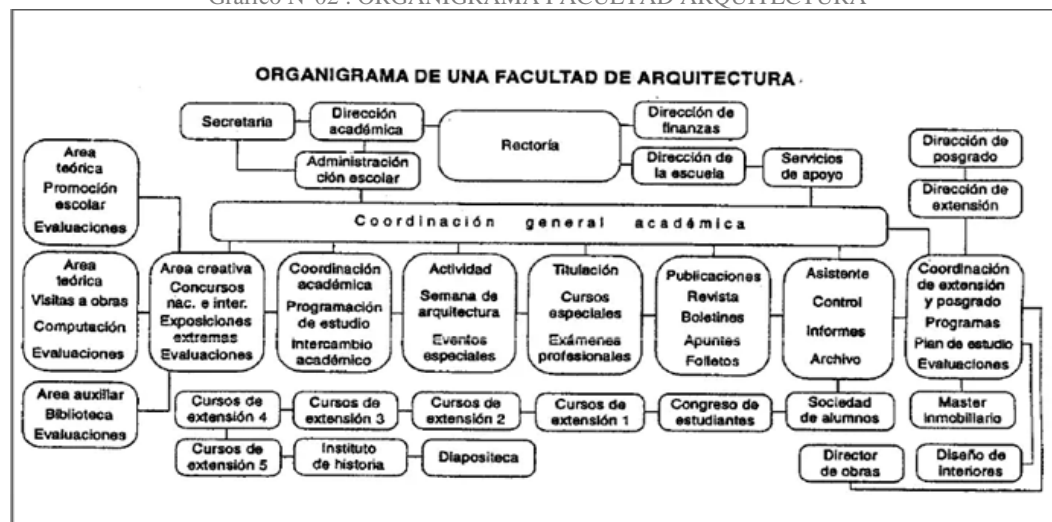 Gráfico Nº02 : ORGANIGRAMA FACULTAD ARQUITECTURA
ORGANIGRAMA DE UNA FACULTAD DE ARQUITECTURA
Secretaria
Dirección
académica
Rectoría
Dirección de
finanzas
Administración
ción escolar
Dirección de
la escuela
Servicios
de apoyo
Dirección de
posgrado
Dirección de
extensión
Area
teórica
Promoción
escolar
Evaluaciones
Coordinación general académica
Area
teórica
Visitas a obras
Computación
Evaluaciones
Area creativa
Concursos
nac. e inter.
Exposiciones
extremas
Evaluaciones
Coordinación
académica
Programación
de estudio
Intercambio
académico
Actividad
Semana de
arquitectura
Eventos
especiales
Titulación
Cursos
especiales
Exámenes
profesionales
Publicaciones
Revista
Boletines
Apuntes
Folletos
Asistente
Control
Informes
Archivo
Coordinación
de extensión
y posgrado
Programas
Plan de estudio
Evaluaciones
Area auxiliar
Biblioteca
Evaluaciones
Cursos de
extensión 4
Cursos de
extensión 3
Cursos de
extensión 2
Cursos de
extensión 1
Congreso de
estudiantes
Sociedad
de alumnos
Master
inmobiliario
Cursos de
extensión 5
Instituto
de historia
Diapositeca
Director
de obras
Diseño de
interiores